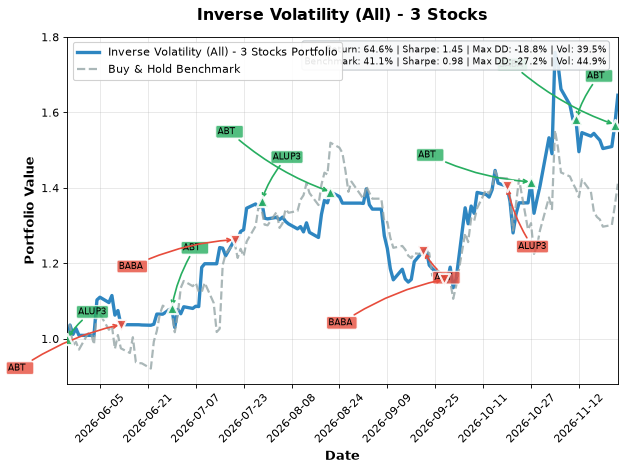 Inverse Volatility (All) - 3 Stocks
Inverse Volatility (All) - 3 Stocks Portfolio
Buy & Hold Benchmark
64.6% | Sharpe: 1.45 | Max DD: -18.8% | Vol: 39.5%
41.1% | Sharpe: 0.98 | Max DD: -27.2% | Vol: 44.9%
Portfolio Value
1.8
1.6
1.4
1.2
1.0
ABT
ABT
ALUP3
ABT
ABT
BABA
ALUP3
ALUP3
BABA
ABT
2026-06-05
2026-06-21
2026-07-07
2026-07-23
2026-08-08
2026-08-24
2026-09-09
2026-09-25
2026-10-11
2026-10-27
2026-11-12
Date